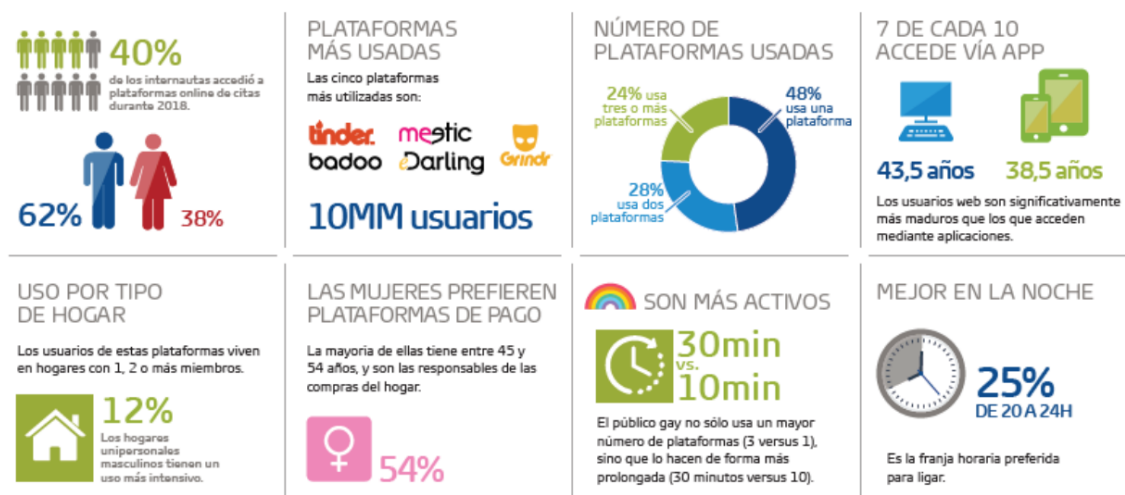 40%
de los internautas accedió a
plataformas online de citas
durante 2018.
62%
38%
PLATAFORMAS
MÁS USADAS
Las cinco plataformas
más utilizadas son:
tinder.
meetic
badoo
eDarling
Grindr
10MM usuarios
NÚMERO DE
PLATAFORMAS USADAS
24% usa
tres o más
plataformas
48%
usa una
plataforma
28%
usa dos
plataformas
7 DE CADA 10
ACCEDE VÍA APP
43,5 años
38,5 años
Los usuarios web son significativamente
más maduros que los que acceden
mediante aplicaciones.
USO POR TIPO
DE HOGAR
Los usuarios de estas plataformas viven
en hogares con 1, 2 o más miembros.
12%
Los hogares
unipersonales
masculinos tienen un
uso más intensivo.
LAS MUJERES PREFIEREN
PLATAFORMAS DE PAGO
La mayoria de ellas tiene entre 45 y
54 años, y son las responsables de las
compras del hogar.
54%
SON MÁS ACTIVOS
30min
vs.
10min
El público gay no sólo usa un mayor
número de plataformas (3 versus 1),
sino que lo hacen de forma más
prolongada (30 minutos versus 10).
MEJOR EN LA NOCHE
25%
DE 20 A 24H
Es la franja horaria preferida
para ligar.